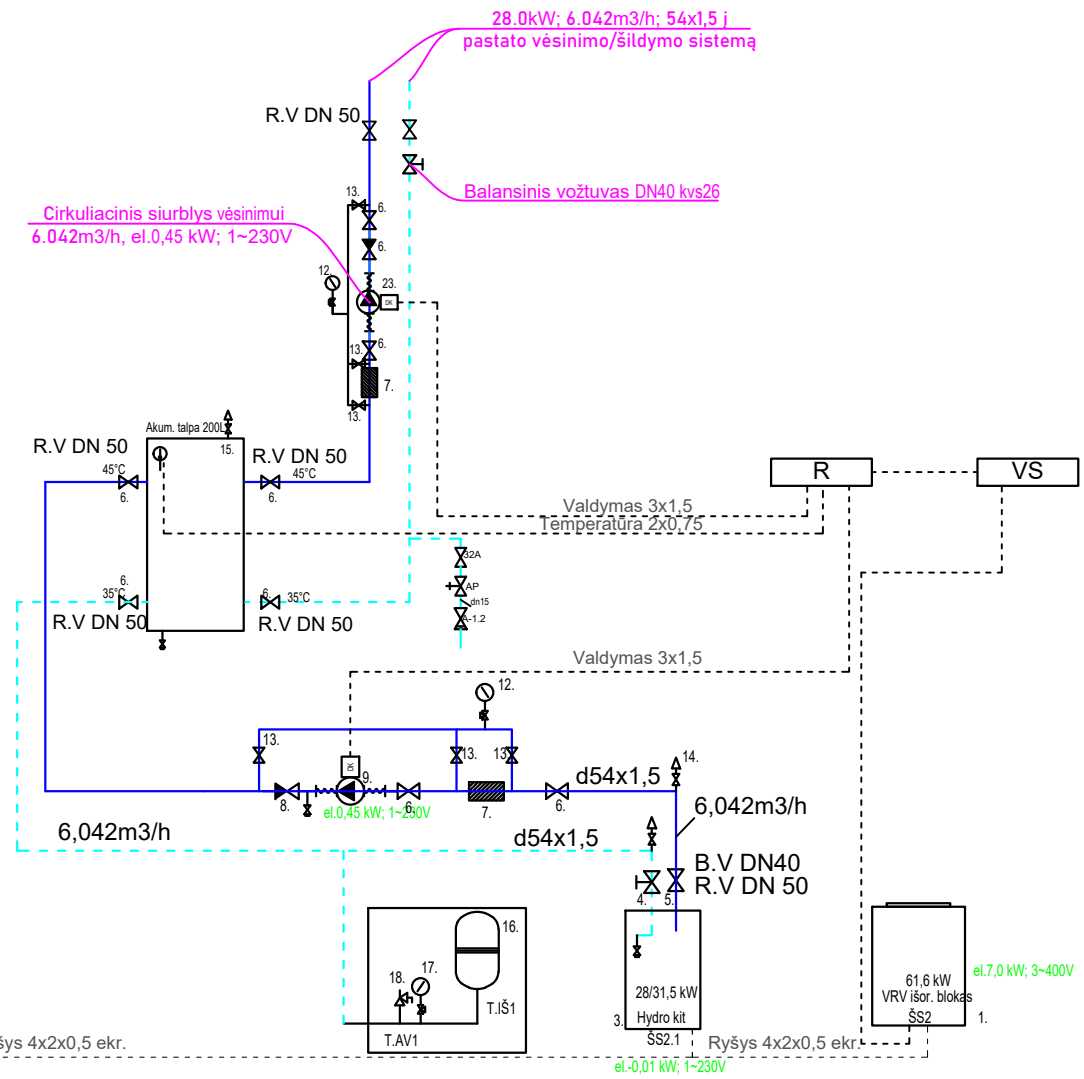 28.0kW; 6.042m3/h; 54x1,5 į
pastato vėsinimo/šildymo sistemą
R.V DN 50
Balansinis vožtuvas DN40 kvs26
13.
6.
Cirkuliacinis siurblys vėsinimui
6.042m3/h, el.0,45 kW; 1~230V
6.
12.
23.
DK
6.
13.
7.
13.
Akum. talpa 200L
15.
R.V DN 50
R.V DN 50
45°C
45°C
6.
6.
R
VS
Valdymas 3x1,5
Temperatūra 2x0,75
32A
AP
dn15
A-1.2
6.
35°C
6.
35°C
R.V DN 50
R.V DN 50
Valdymas 3x1,5
12.
13.
13.
13.
DK
9.
14.
d54x1,5
8.
6.
7.
6.
el.0,45 kW; 1~230V
6,042m3/h
6,042m3/h
d54x1,5
B.V DN40
R.V DN 50
4.
5.
16.
17.
18.
T.IŠ1
T.AV1
28/31,5 kW
Hydro kit
3.
ŠS2.1
61,6 kW
VRV išor. blokas
ŠS2
1.
el.7,0 kW; 3~400V
šys 4x2x0,5 ekr.
Ryšys 4x2x0,5 ekr.
el.-0,01 kW; 1~230V